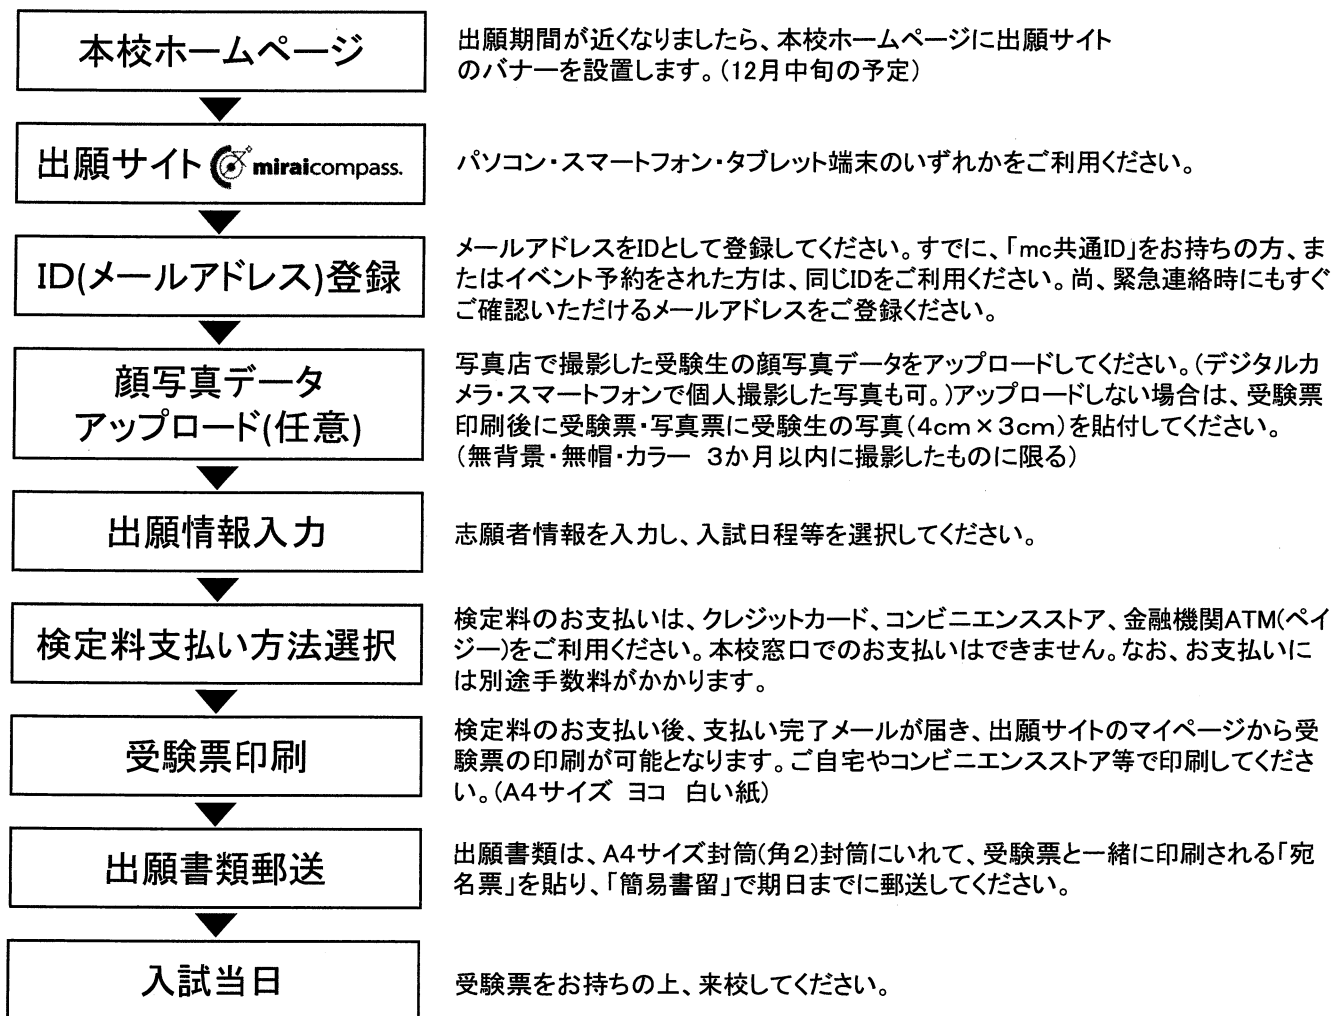 本校ホームページ
出願期間が近くなりましたら、本校ホームページに出願サイト
のバナーを設置します。(12月中旬の予定)
出願サイト miraicompass.
パソコン・スマートフォン・タブレット端末のいずれかをご利用ください。
ID(メールアドレス)登録
メールアドレスをIDとして登録してください。すでに、「mc共通ID」をお持ちの方、ま
たはイベント予約をされた方は、同じIDをご利用ください。尚、緊急連絡時にもすぐ
ご確認いただけるメールアドレスをご登録ください。
顔写真データ
アップロード(任意)
写真店で撮影した受験生の顔写真データをアップロードしてください。(デジタルカ
メラ・スマートフォンで個人撮影した写真も可。)アップロードしない場合は、受験票
印刷後に受験票・写真票に受験生の写真(4cm×3cm)を貼付してください。
(無背景・無帽・カラー 3か月以内に撮影したものに限る)
出願情報入力
志願者情報を入力し、入試日程等を選択してください。
検定料支払い方法選択
検定料のお支払いは、クレジットカード、コンビニエンスストア、金融機関ATM(ペイ
ジー)をご利用ください。本校窓口でのお支払いはできません。なお、お支払いに
は別途手数料がかかります。
受験票印刷
検定料のお支払い後、支払い完了メールが届き、出願サイトのマイページから受
験票の印刷が可能となります。ご自宅やコンビニエンスストア等で印刷してくださ
い。(A4サイズ ヨコ 白い紙)
出願書類郵送
出願書類は、A4サイズ封筒(角2)封筒にいれて、受験票と一緒に印刷される「宛
名票」を貼り、「簡易書留」で期日までに郵送してください。
入試当日
受験票をお持ちの上、来校してください。